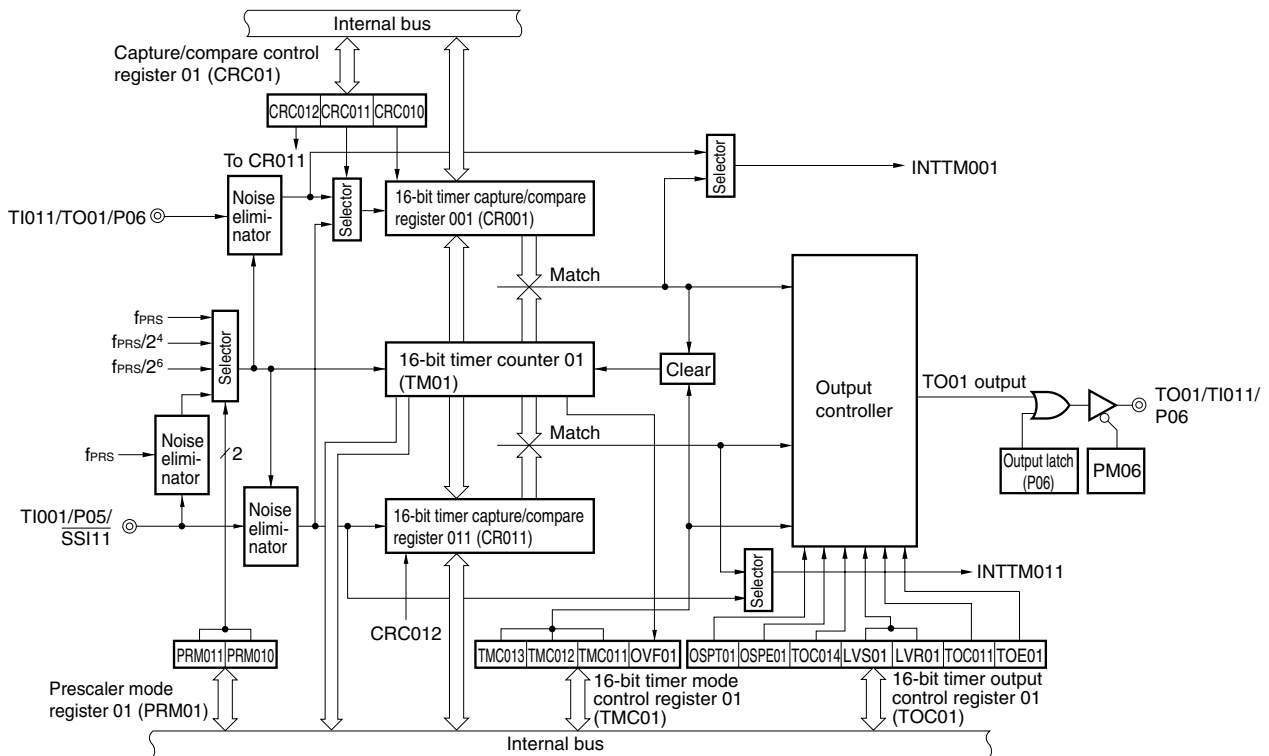 Internal bus
Capture/compare control
register 01 (CRC01)
CRC012 CRC011 CRC010
To CR011
Selector
INTTM001
TI011/TO01/P06
Noise
elimi-
nator
Selector
16-bit timer capture/compare
register 001 (CR001)
Match
fPRS
fPRS/2⁴
fPRS/2⁶
Selector
16-bit timer counter 01
(TM01)
Clear
Output
controller
TO01 output
TO01/TI011/
P06
Output latch
(P06)
PM06
Match
fPRS
Noise
elimi-
nator
2
TI001/P05/
SSI11
Noise
elimi-
nator
16-bit timer capture/compare
register 011 (CR011)
Selector
INTTM011
CRC012
PRM011 PRM010
TMC013 TMC012 TMC011 OVF01
OSPT01 OSPE01 TOC014 LVS01 LVR01 TOC011 TOE01
Prescaler mode
register 01 (PRM01)
16-bit timer mode
control register 01
(TMC01)
16-bit timer output
control register 01
(TOC01)
Internal bus